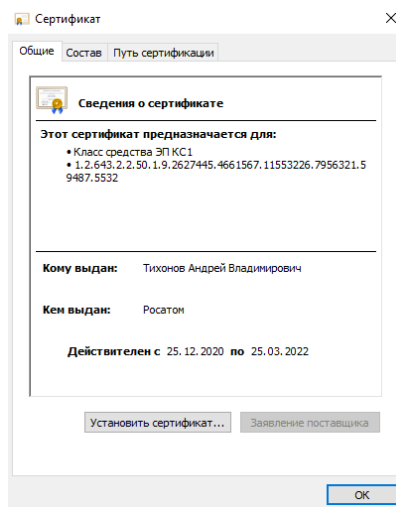 Сертификат
Общие Состав Путь сертификации
Сведения о сертификате
Этот сертификат предназначается для:
• Класс средства ЭП КС1
• 1.2.643.2.2.50.1.9.2627445.4661567.11553226.7956321.5
9487.5532
Кому выдан: Тихонов Андрей Владимирович
Кем выдан: Росатом
Действителен с 25.12.2020 по 25.03.2022
Установить сертификат... Заявление поставщика
ОК